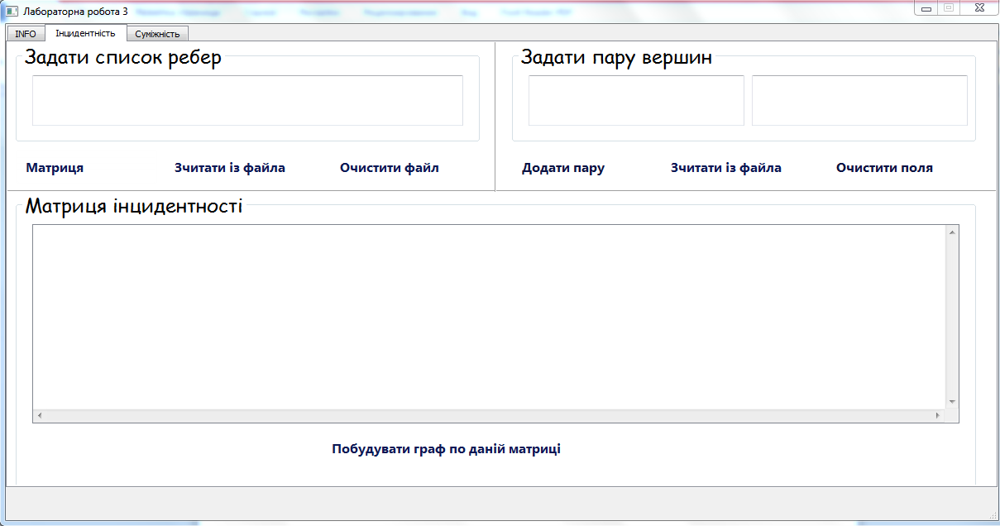 Лабораторна робота 3
INFO Інцидентність Суміжність
Задати список ребер
Задати пару вершин
Матриця Зчитати із файла Очистити файл
Додати пару Зчитати із файла Очистити поля
Матриця інцидентності
Побудувати граф по даній матриці